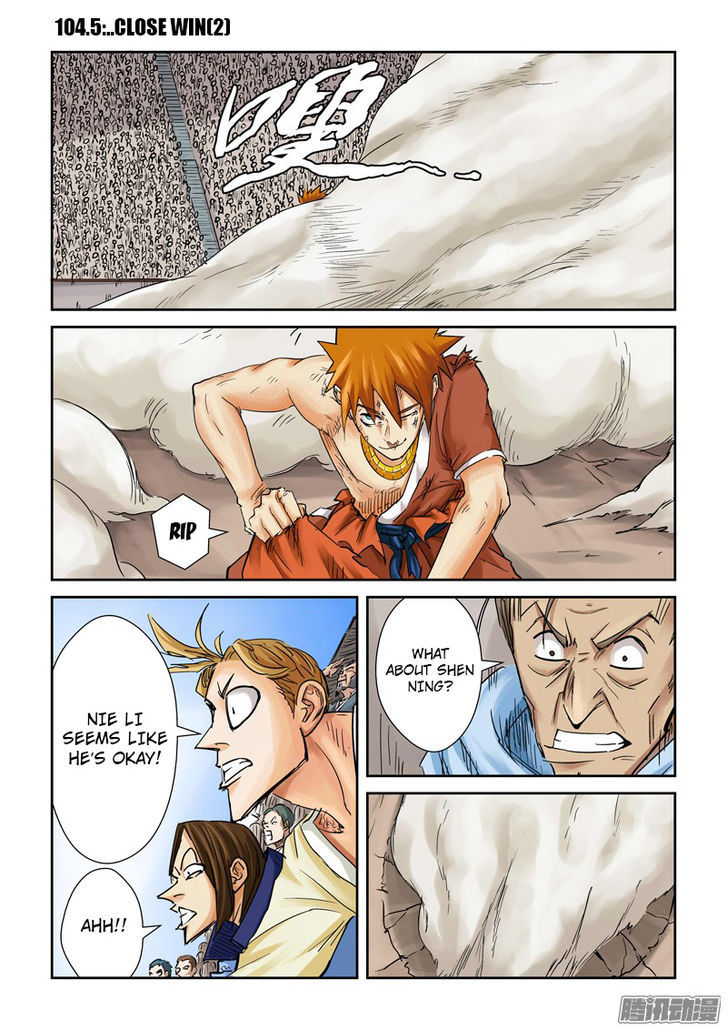 104.5:..CLOSE WIN(2)
RIP
NIE LI
SEEMS LIKE
HE'S OKAY!
WHAT
ABOUT SHEN
NING?
AHH!!
腾讯动漫